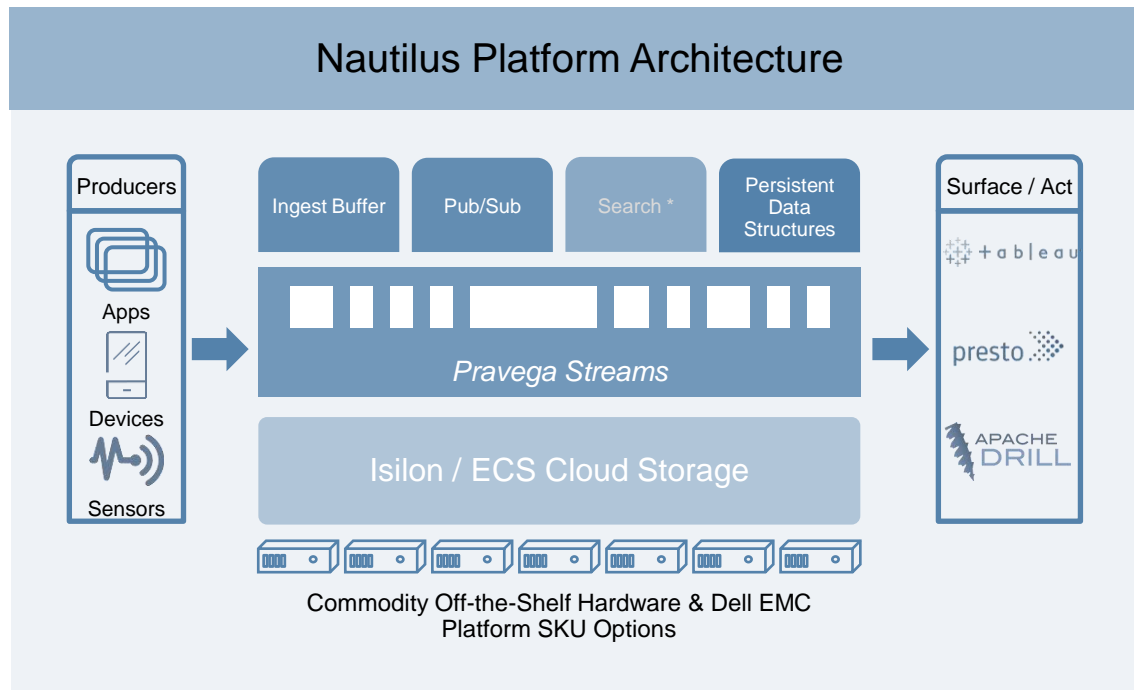 Nautilus Platform Architecture
Producers
Apps
Devices
Sensors
Ingest Buffer
Pub/Sub
Search *
Persistent
Data
Structures
Pravega Streams
Isilon / ECS Cloud Storage
Commodity Off-the-Shelf Hardware & Dell EMC
Platform SKU Options
Surface / Act
+ableau
presto
APACHE
DRILL